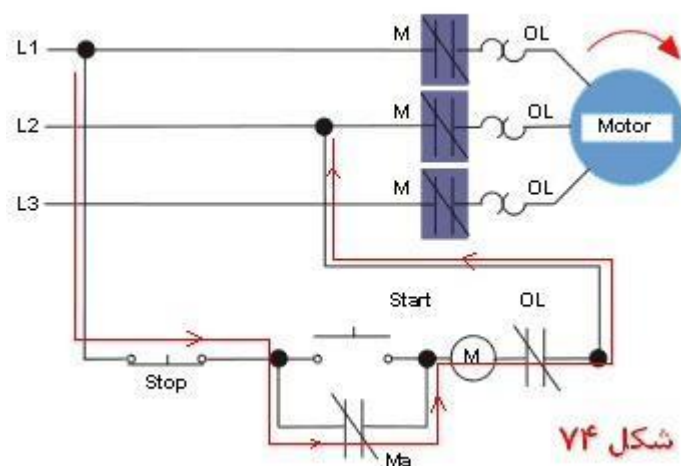 M OL
L1
L2 M OL Motor
L3 M OL
Start OL
M
Stop
Ma
شکل ۷۴